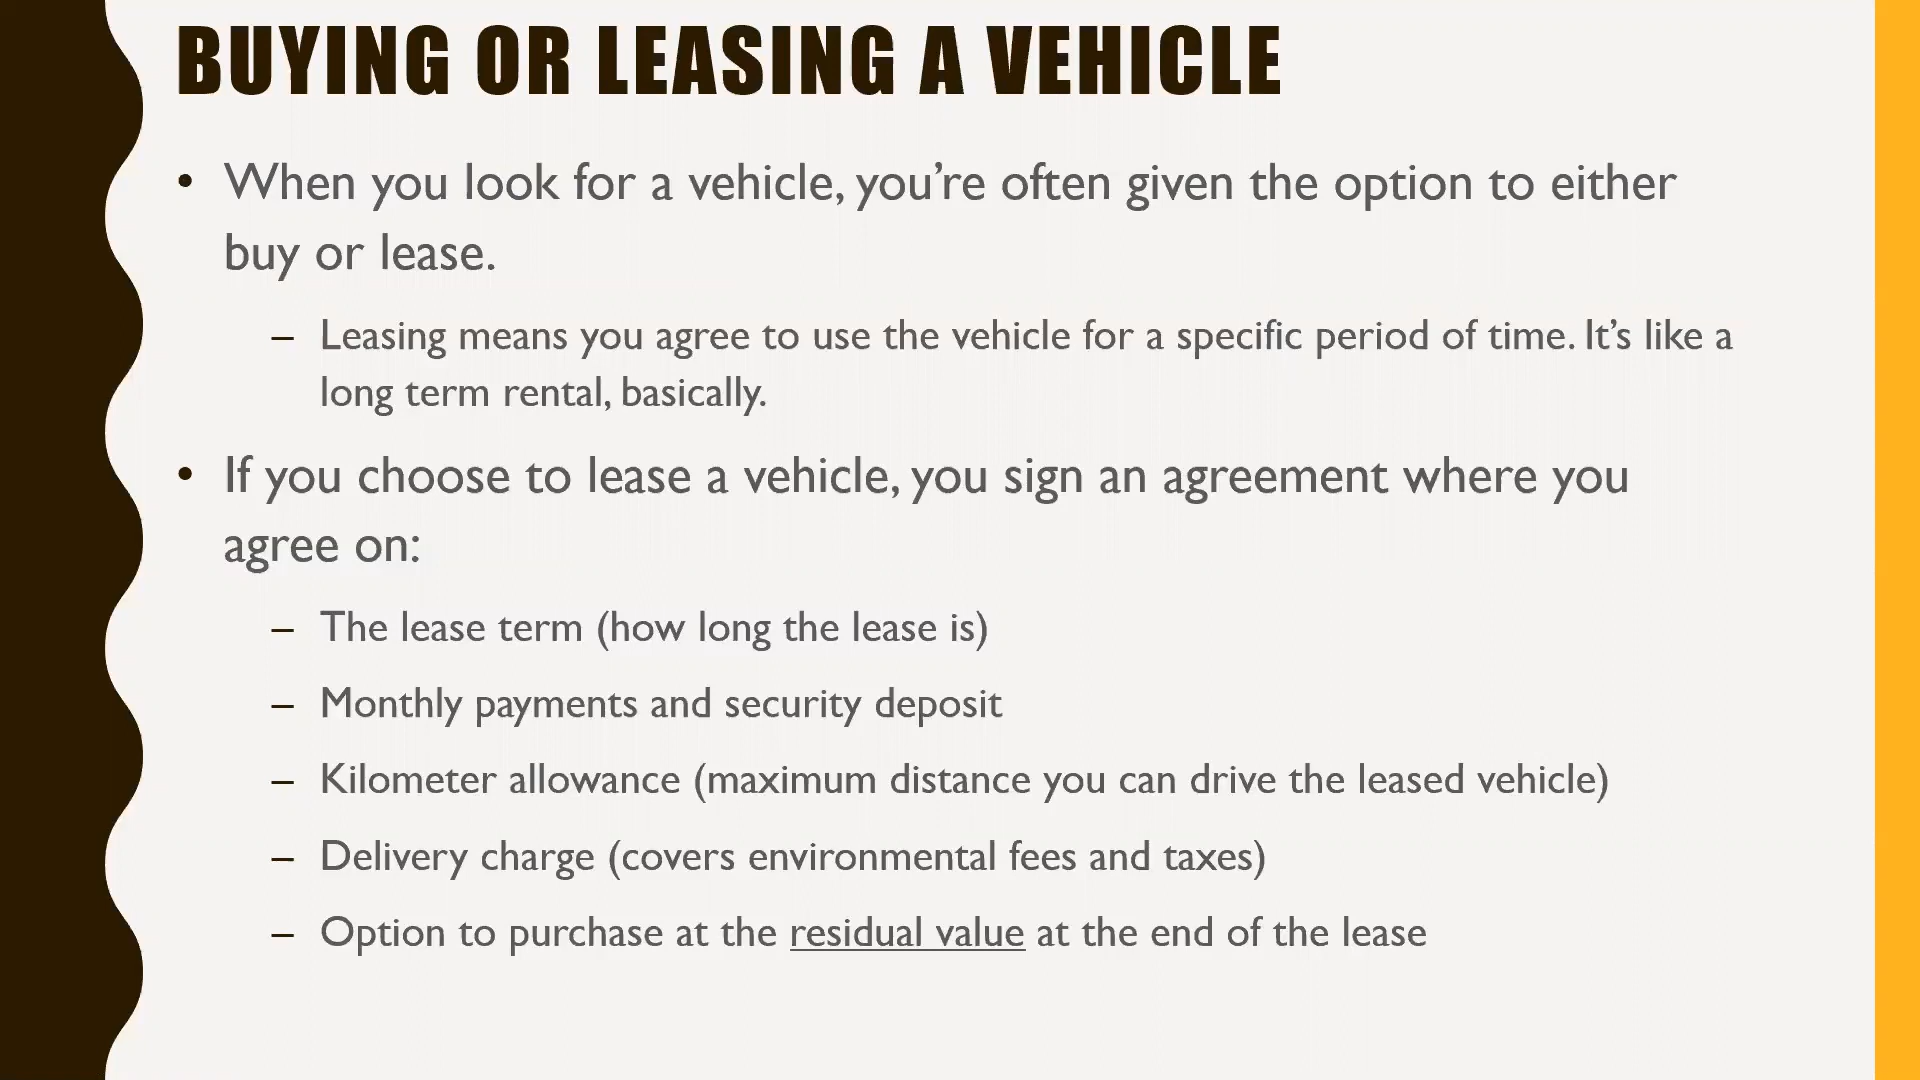 BUYING OR LEASING A VEHICLE
• When you look for a vehicle, you’re often given the option to either
buy or lease.
– Leasing means you agree to use the vehicle for a specific period of time. It’s like a
long term rental, basically.
• If you choose to lease a vehicle, you sign an agreement where you
agree on:
– The lease term (how long the lease is)
– Monthly payments and security deposit
– Kilometer allowance (maximum distance you can drive the leased vehicle)
– Delivery charge (covers environmental fees and taxes)
– Option to purchase at the residual value at the end of the lease